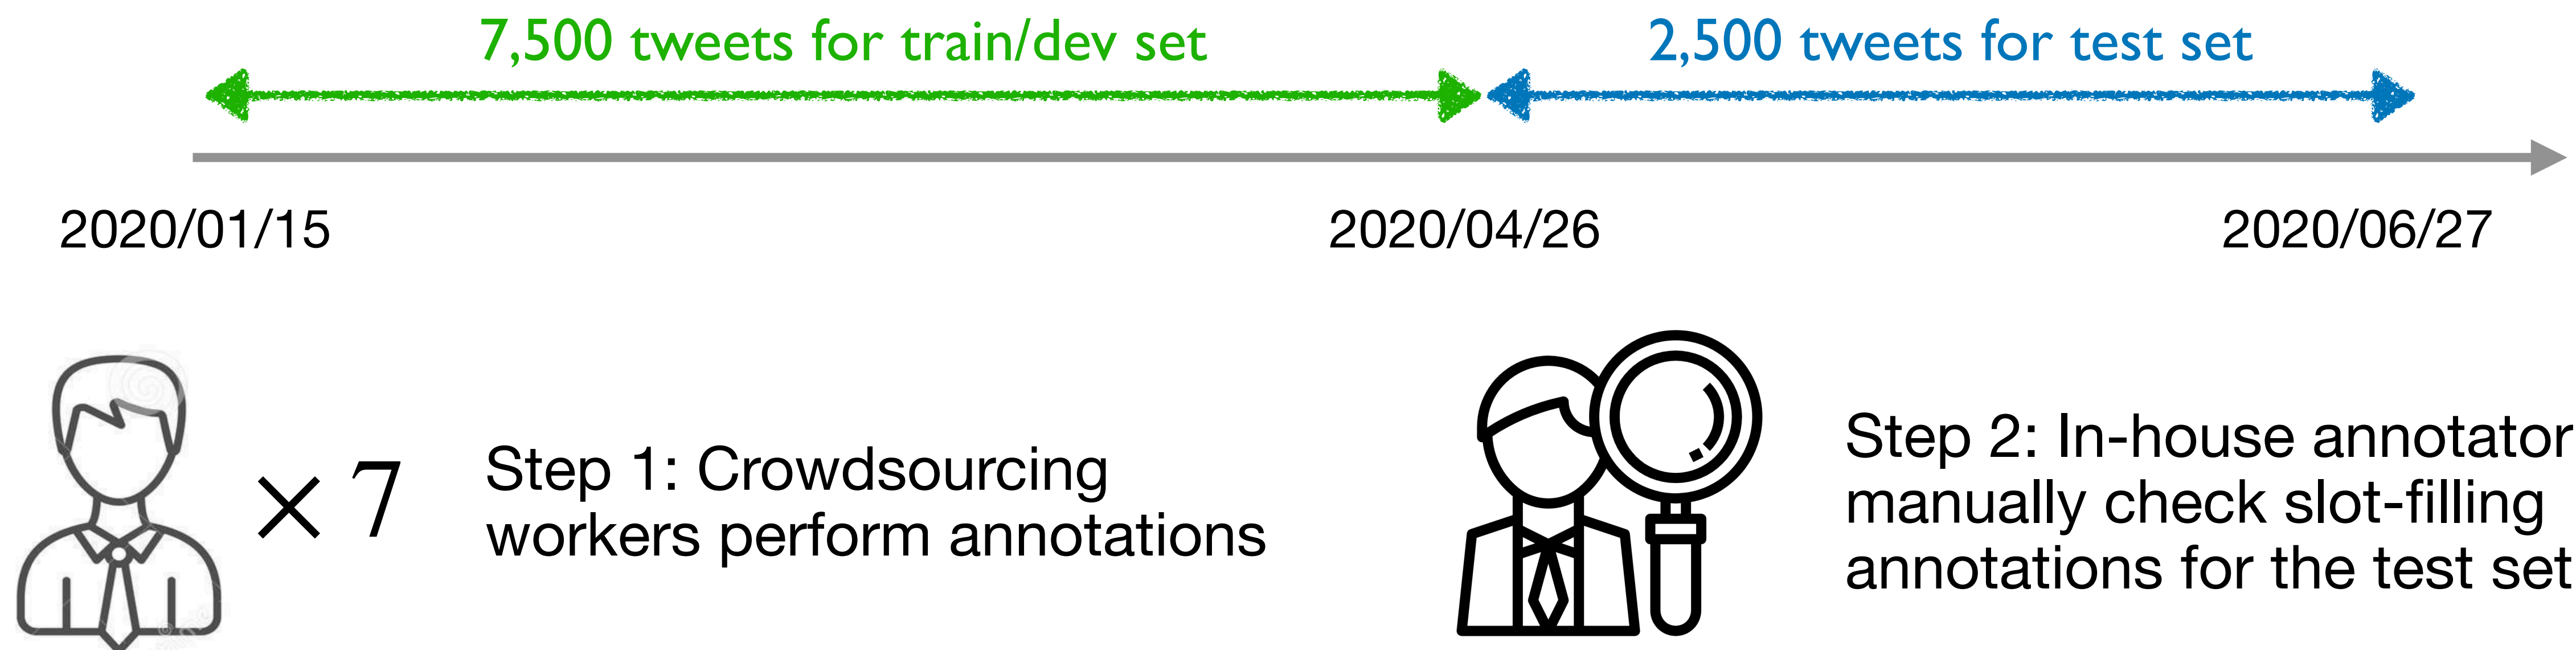 7,500 tweets for train/dev set
2,500 tweets for test set
2020/01/15
2020/04/26
2020/06/27
× 7
Step 1: Crowdsourcing
workers perform annotations
Step 2: In-house annotator
manually check slot-filling
annotations for the test set